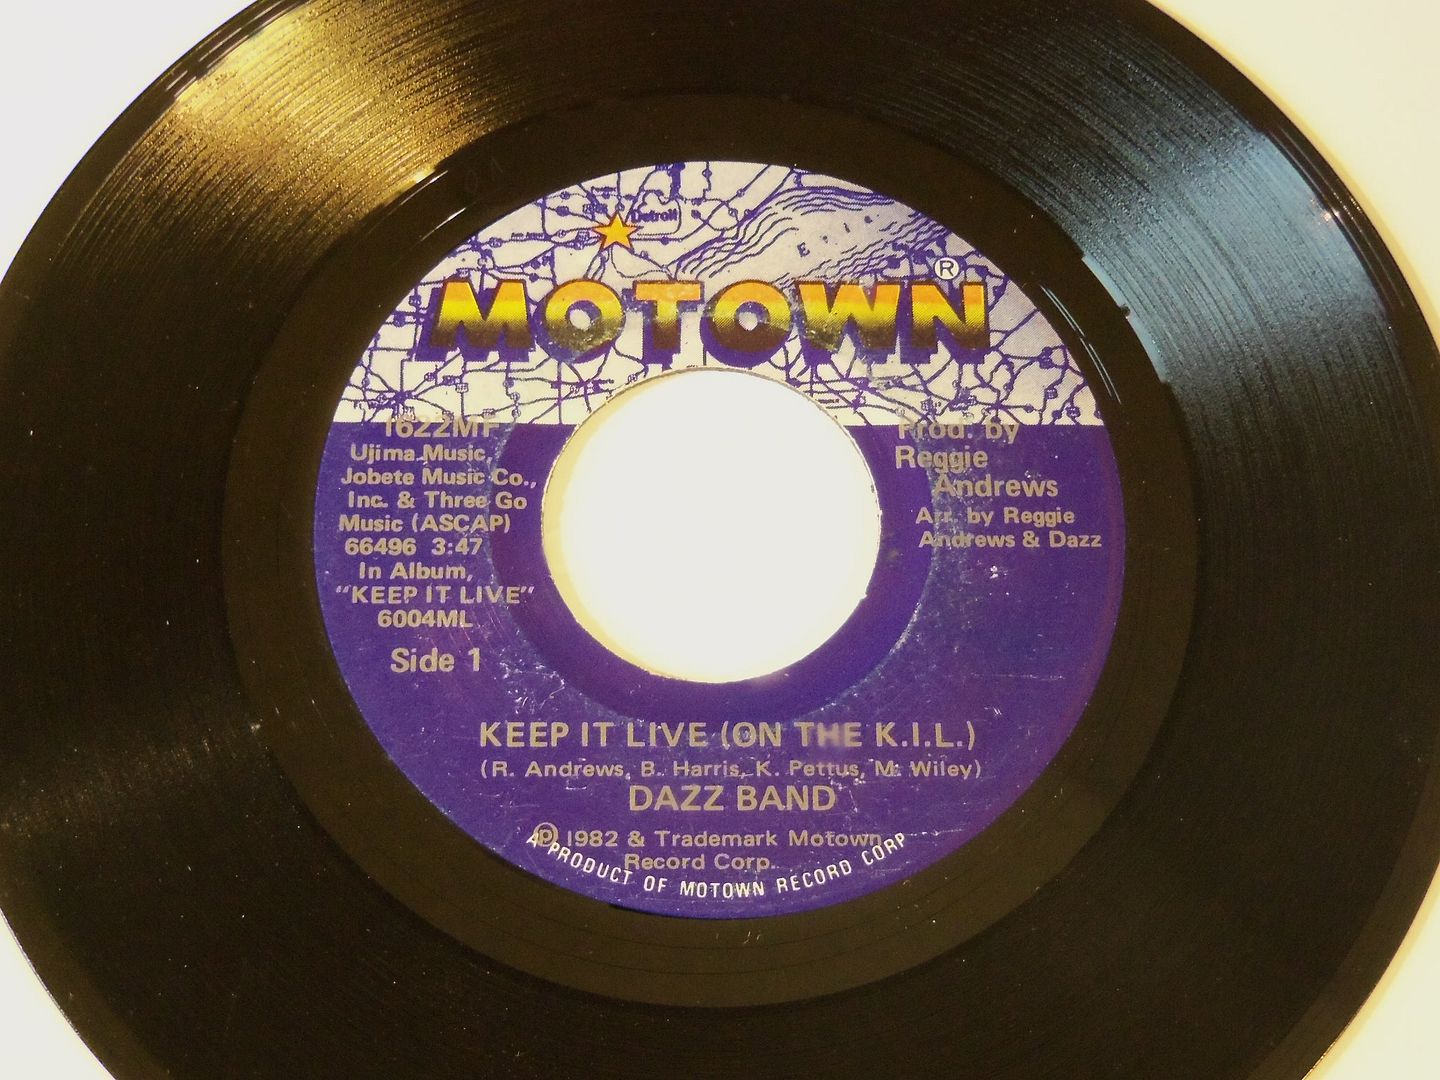 Detroit
Erie
MOTOWN®
1622MF
Ujima Music,
Jobete Music Co.,
Inc. & Three Go
Music (ASCAP)
66496 3:47
In Album,
"KEEP IT LIVE"
6004ML
Side 1
Prod. by
Reggie
Andrews
Arr. by Reggie
Andrews & Dazz
KEEP IT LIVE (ON THE K.I.L.)
(R. Andrews, B. Harris, K. Pettus, M. Wiley)
DAZZ BAND
℗ 1982 & Trademark Motown
Record Corp.
A PRODUCT OF MOTOWN RECORD CORP